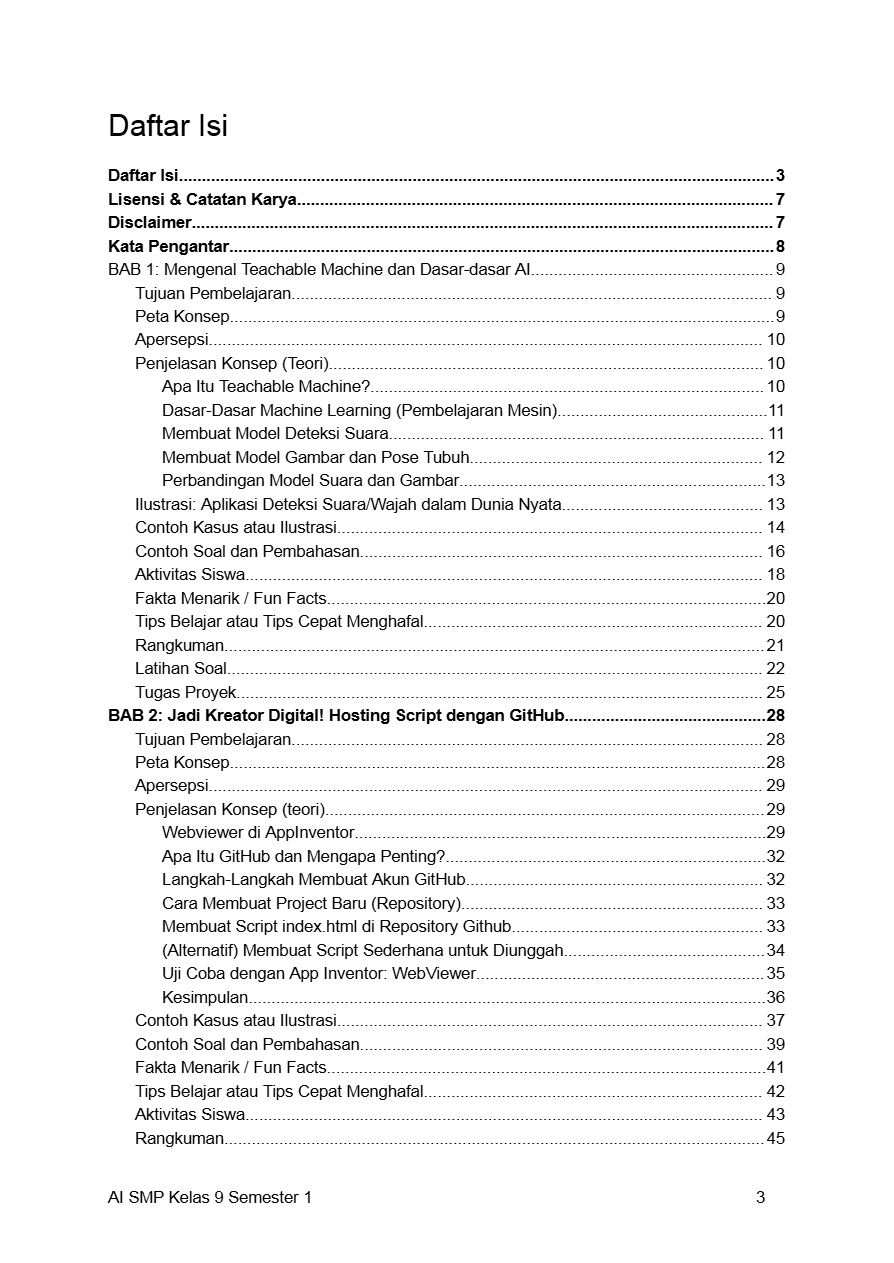 Daftar Isi
Daftar Isi........................................................................................................................3
Lisensi & Catatan Karya................................................................................................ 7
Disclaimer...................................................................................................................... 7
Kata Pengantar..............................................................................................................8
BAB 1: Mengenal Teachable Machine dan Dasar-dasar AI..................................................... 9
Tujuan Pembelajaran......................................................................................................... 9
Peta Konsep.......................................................................................................................9
Apersepsi......................................................................................................................... 10
Penjelasan Konsep (Teori)............................................................................................... 10
Apa Itu Teachable Machine?...................................................................................... 10
Dasar-Dasar Machine Learning (Pembelajaran Mesin)..............................................11
Membuat Model Deteksi Suara.................................................................................. 11
Membuat Model Gambar dan Pose Tubuh................................................................ 12
Perbandingan Model Suara dan Gambar...................................................................13
Ilustrasi: Aplikasi Deteksi Suara/Wajah dalam Dunia Nyata............................................ 13
Contoh Kasus atau Ilustrasi............................................................................................. 14
Contoh Soal dan Pembahasan........................................................................................ 16
Aktivitas Siswa................................................................................................................. 18
Fakta Menarik / Fun Facts................................................................................................20
Tips Belajar atau Tips Cepat Menghafal.......................................................................... 20
Rangkuman......................................................................................................................21
Latihan Soal..................................................................................................................... 22
Tugas Proyek................................................................................................................... 25
BAB 2: Jadi Kreator Digital! Hosting Script dengan GitHub............................................28
Tujuan Pembelajaran....................................................................................................... 28
Peta Konsep.....................................................................................................................28
Apersepsi......................................................................................................................... 29
Penjelasan Konsep (teori)................................................................................................29
Webviewer di AppInventor..........................................................................................29
Apa Itu GitHub dan Mengapa Penting?......................................................................32
Langkah-Langkah Membuat Akun GitHub................................................................. 32
Cara Membuat Project Baru (Repository).................................................................. 33
Membuat Script index.html di Repository Github....................................................... 33
(Alternatif) Membuat Script Sederhana untuk Diunggah............................................34
Uji Coba dengan App Inventor: WebViewer...............................................................35
Kesimpulan.................................................................................................................36
Contoh Kasus atau Ilustrasi............................................................................................. 37
Contoh Soal dan Pembahasan........................................................................................ 39
Fakta Menarik / Fun Facts................................................................................................41
Tips Belajar atau Tips Cepat Menghafal.......................................................................... 42
Aktivitas Siswa................................................................................................................. 43
Rangkuman......................................................................................................................45
AI SMP Kelas 9 Semester 1 3